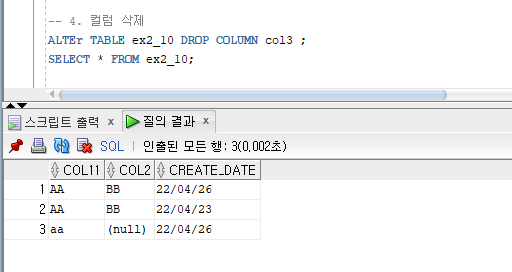 -- 4. 컬럼 삭제
ALTEr TABLE ex2_10 DROP COLUMN col3 ;
SELECT * FROM ex2_10;
스크립트 출력 x 질의 결과 x
SQL | 인출된 모든 행: 3(0,002초)
COL11 COL2 CREATE_DATE
1 AA BB 22/04/26
2 AA BB 22/04/23
3 aa (null) 22/04/26